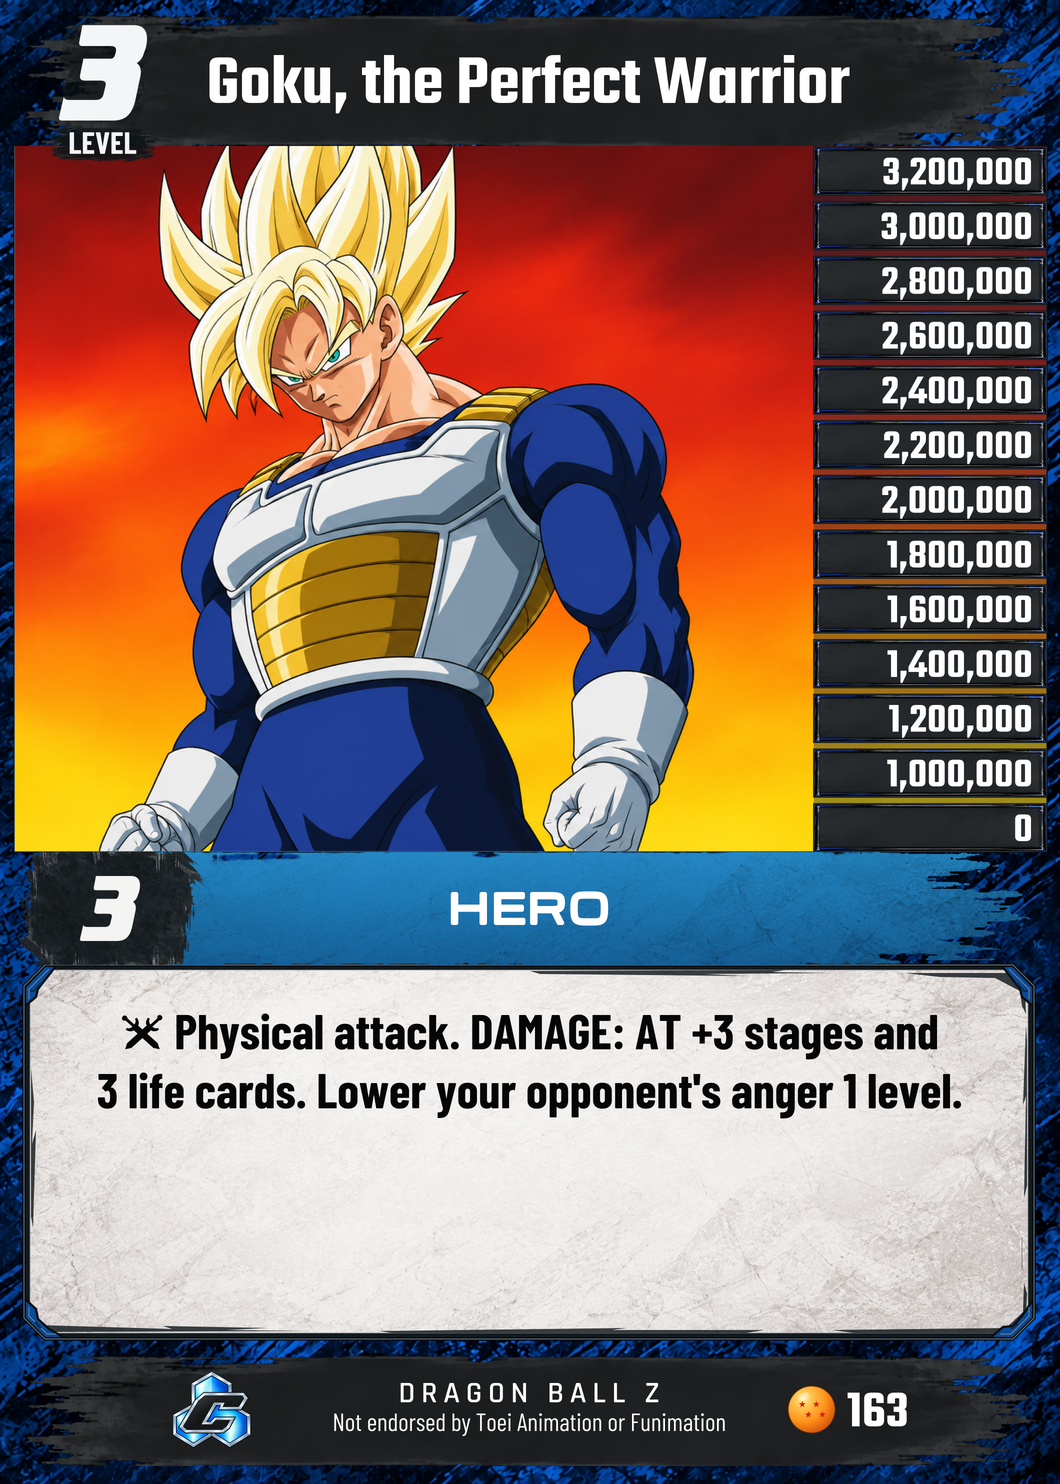 3
LEVEL
Goku, the Perfect Warrior
3,200,000
3,000,000
2,800,000
2,600,000
2,400,000
2,200,000
2,000,000
1,800,000
1,600,000
1,400,000
1,200,000
1,000,000
0
3
HERO
Physical attack. DAMAGE: AT +3 stages and
3 life cards. Lower your opponent's anger 1 level.
DRAGON BALL Z
Not endorsed by Toei Animation or Funimation
163